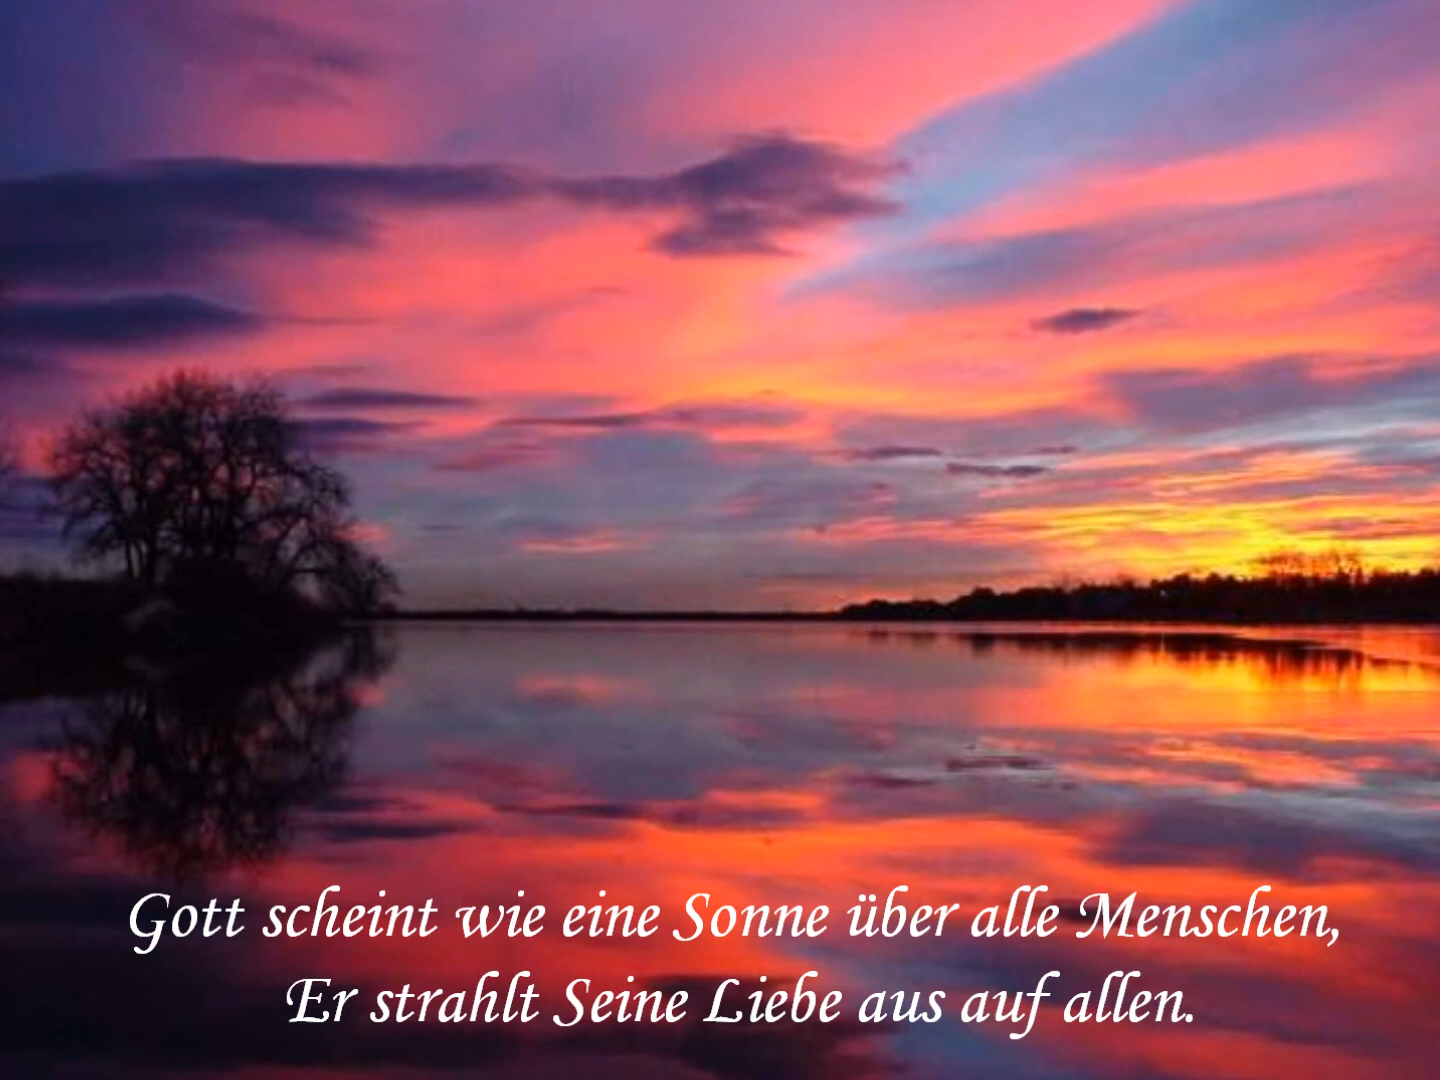 Gott scheint wie eine Sonne über alle Menschen,
Er strahlt Seine Liebe aus auf allen.